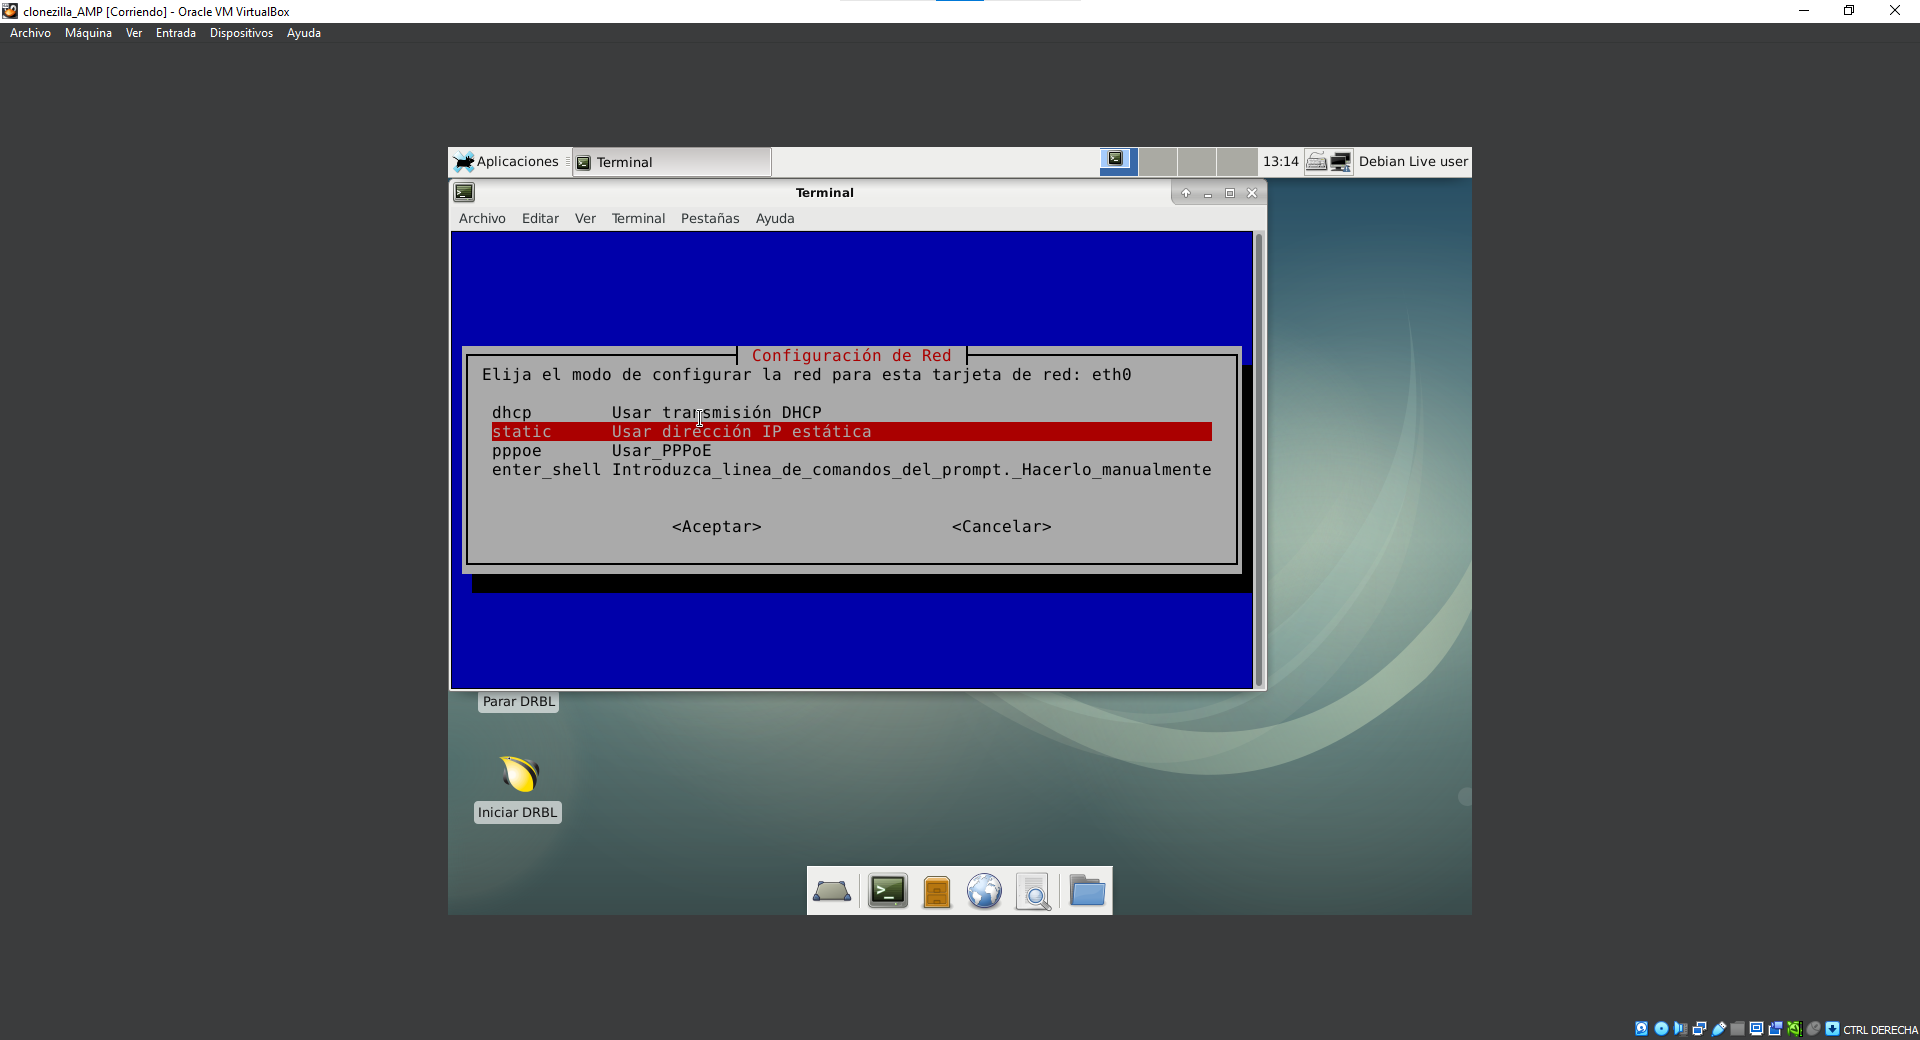 clonezilla_AMP [Corriendo] - Oracle VM VirtualBox
Archivo Máquina Ver Entrada Dispositivos Ayuda
Aplicaciones Terminal 13:14 Debian Live user
Terminal
Archivo Editar Ver Terminal Pestañas Ayuda
Configuración de Red
Elija el modo de configurar la red para esta tarjeta de red: eth0
dhcp Usar transmisión DHCP
static Usar dirección IP estática
pppoe Usar_PPPoE
enter_shell Introduzca_linea_de_comandos_del_prompt._Hacerlo_manualmente
<Aceptar> <Cancelar>
Parar DRBL
Iniciar DRBL
CTRL DERECHA